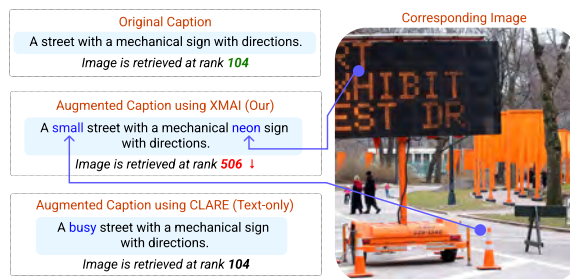 Original Caption
A street with a mechanical sign with directions.
Image is retrieved at rank 104
Augmented Caption using XMAI (Our)
A small street with a mechanical neon sign
with directions.
Image is retrieved at rank 506 ↓
Augmented Caption using CLARE (Text-only)
A busy street with a mechanical sign
with directions.
Image is retrieved at rank 104
Corresponding Image
RT
HIBIT
EST DR